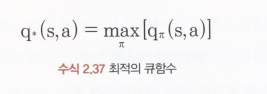 q*(s,a) = max[qπ(s,a)]
π
수식 2.37 최적의 큐함수